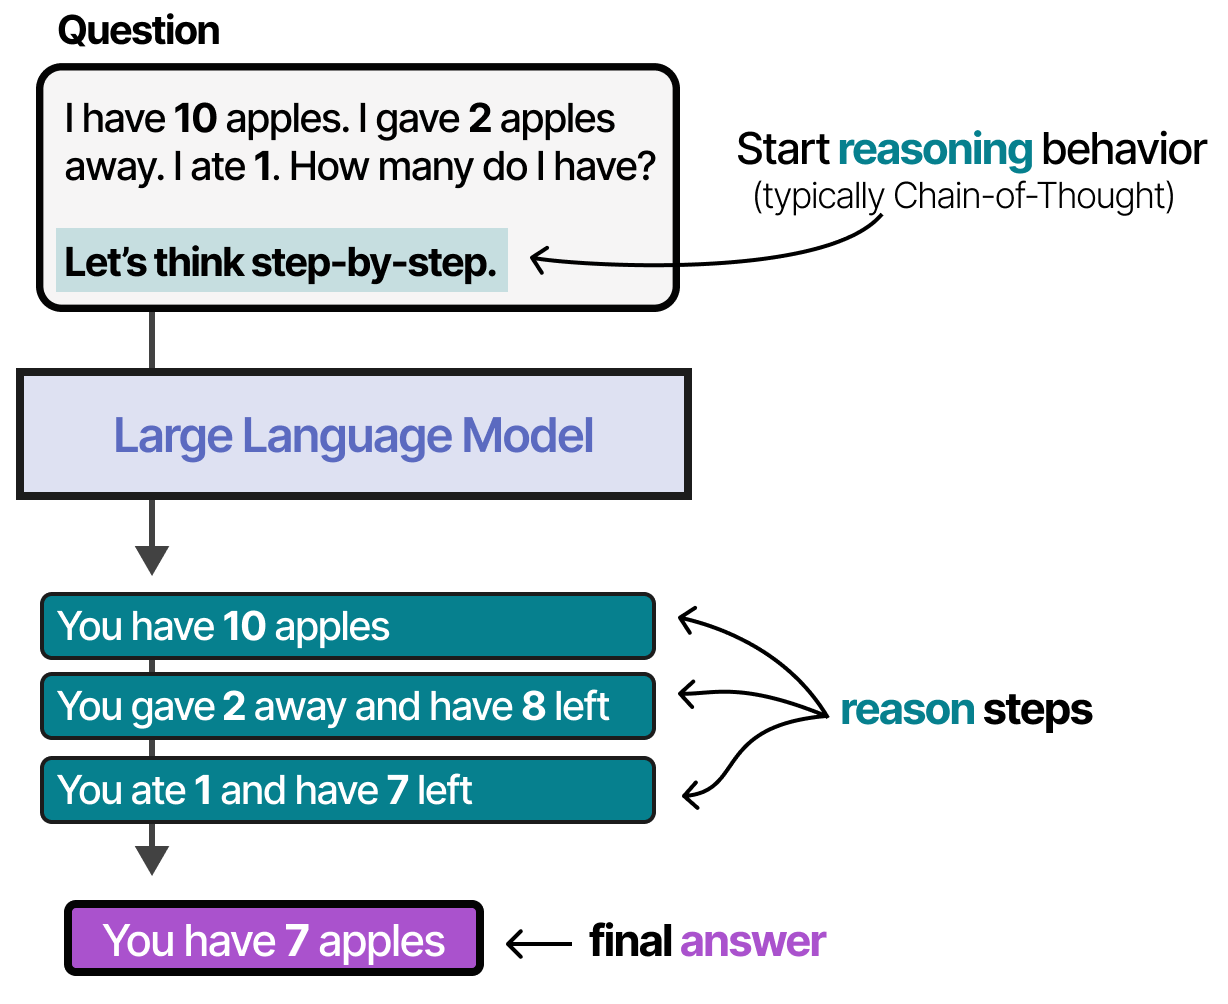 Question
I have 10 apples. I gave 2 apples
away. I ate 1. How many do I have?
Let’s think step-by-step.
Start reasoning behavior
(typically Chain-of-Thought)
Large Language Model
You have 10 apples
You gave 2 away and have 8 left
You ate 1 and have 7 left
reason steps
You have 7 apples
final answer